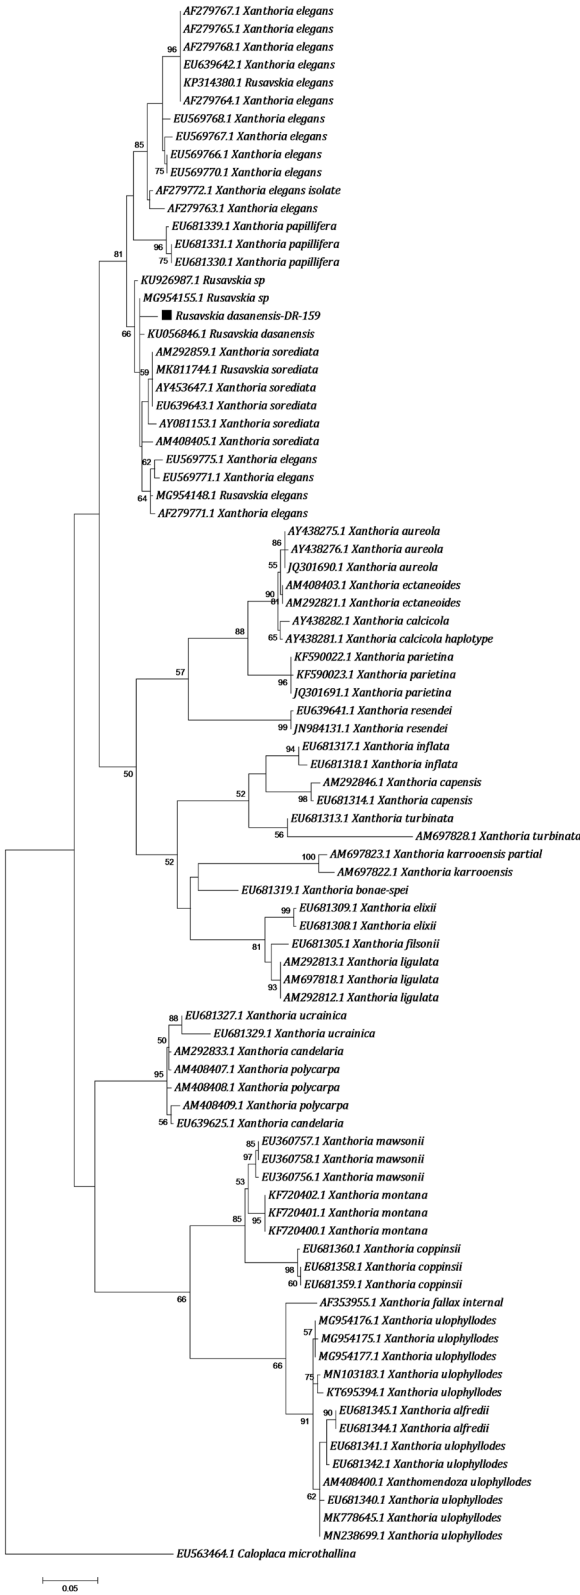 AF279767.1 Xanthoria elegans
AF279765.1 Xanthoria elegans
AF279768.1 Xanthoria elegans
96
EU639642.1 Xanthoria elegans
KP314380.1 Rusavskia elegans
AF279764.1 Xanthoria elegans
EU569768.1 Xanthoria elegans
EU569767.1 Xanthoria elegans
85
EU569766.1 Xanthoria elegans
75
EU569770.1 Xanthoria elegans
AF279772.1 Xanthoria elegans isolate
AF279763.1 Xanthoria elegans
EU681339.1 Xanthoria papillifera
96
EU681331.1 Xanthoria papillifera
81
75
EU681330.1 Xanthoria papillifera
KU926987.1 Rusavskia sp
MG954155.1 Rusavskia sp
Rusavskia dasanensis-DR-159
66
KU056846.1 Rusavskia dasanensis
AM292859.1 Xanthoria sorediata
59
MK811744.1 Rusavskia sorediata
AY453647.1 Xanthoria sorediata
EU639643.1 Xanthoria sorediata
AY081153.1 Xanthoria sorediata
AM408405.1 Xanthoria sorediata
62
EU569775.1 Xanthoria elegans
EU569771.1 Xanthoria elegans
64
MG954148.1 Rusavskia elegans
AF279771.1 Xanthoria elegans
AY438275.1 Xanthoria aureola
86
AY438276.1 Xanthoria aureola
55
JQ301690.1 Xanthoria aureola
AM408403.1 Xanthoria ectaneoides
90
81
AM292821.1 Xanthoria ectaneoides
AY438282.1 Xanthoria calcicola
88
65
AY438281.1 Xanthoria calcicola haplotype
KF590022.1 Xanthoria parietina
57
96
KF590023.1 Xanthoria parietina
JQ301691.1 Xanthoria parietina
EU639641.1 Xanthoria resendei
99
JN984131.1 Xanthoria resendei
94
EU681317.1 Xanthoria inflata
50
EU681318.1 Xanthoria inflata
AM292846.1 Xanthoria capensis
52
98
EU681314.1 Xanthoria capensis
EU681313.1 Xanthoria turbinata
56
AM697828.1 Xanthoria turbinata
52
100
AM697823.1 Xanthoria karrooensis partial
AM697822.1 Xanthoria karrooensis
EU681319.1 Xanthoria bonae-spei
99
EU681309.1 Xanthoria elixii
EU681308.1 Xanthoria elixii
81
EU681305.1 Xanthoria filsonii
AM292813.1 Xanthoria ligulata
93
AM697818.1 Xanthoria ligulata
AM292812.1 Xanthoria ligulata
88
EU681327.1 Xanthoria ucrainica
EU681329.1 Xanthoria ucrainica
50
AM292833.1 Xanthoria candelaria
95
AM408407.1 Xanthoria polycarpa
AM408408.1 Xanthoria polycarpa
AM408409.1 Xanthoria polycarpa
56
EU639625.1 Xanthoria candelaria
85
EU360757.1 Xanthoria mawsonii
97
EU360758.1 Xanthoria mawsonii
53
EU360756.1 Xanthoria mawsonii
KF720402.1 Xanthoria montana
85
95
KF720401.1 Xanthoria montana
KF720400.1 Xanthoria montana
EU681360.1 Xanthoria coppinsii
98
EU681358.1 Xanthoria coppinsii
60
EU681359.1 Xanthoria coppinsii
66
AF353955.1 Xanthoria fallax internal
MG954176.1 Xanthoria ulophyllodes
57
MG954175.1 Xanthoria ulophyllodes
66
MG954177.1 Xanthoria ulophyllodes
75
MN103183.1 Xanthoria ulophyllodes
KT695394.1 Xanthoria ulophyllodes
91
90
EU681345.1 Xanthoria alfredii
EU681344.1 Xanthoria alfredii
EU681341.1 Xanthoria ulophyllodes
EU681342.1 Xanthoria ulophyllodes
AM408400.1 Xanthomendoza ulophyllodes
62
EU681340.1 Xanthoria ulophyllodes
MK778645.1 Xanthoria ulophyllodes
MN238699.1 Xanthoria ulophyllodes
EU563464.1 Caloplaca microthallina
0.05